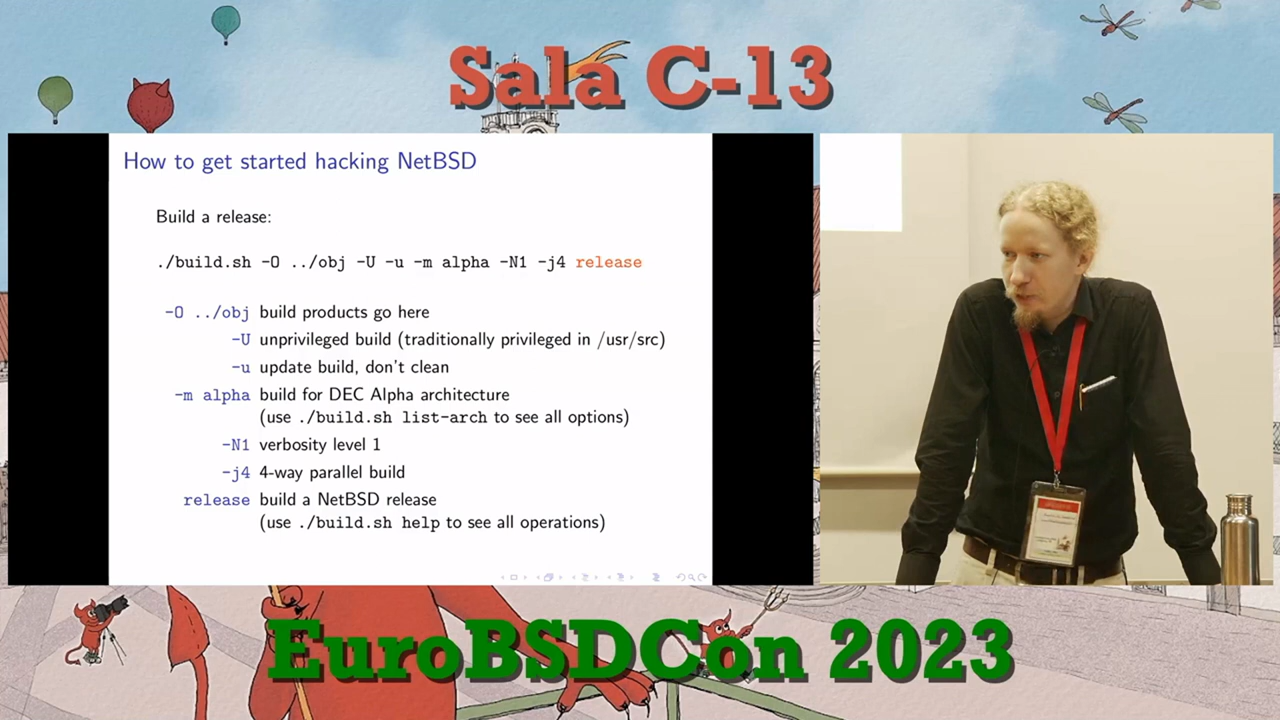 Sala C-13
How to get started hacking NetBSD
Build a release:
./build.sh -O ../obj -U -u -m alpha -N1 -j4 release
-O ../obj build products go here
-U unprivileged build (traditionally privileged in /usr/src)
-u update build, don't clean
-m alpha build for DEC Alpha architecture
(use ./build.sh list-arch to see all options)
-N1 verbosity level 1
-j4 4-way parallel build
release build a NetBSD release
(use ./build.sh help to see all operations)
EuroBSDCon 2023